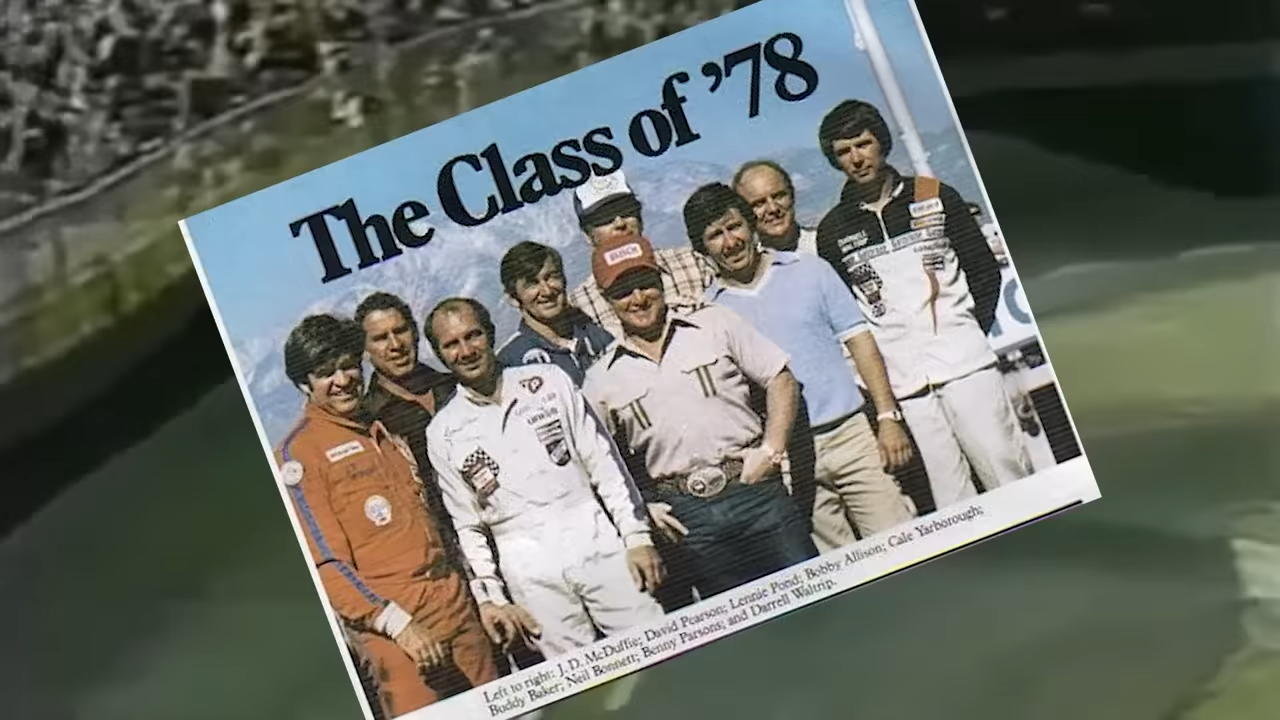 The Class of ’78
BUSCH
Left to right: J. D. McDuffie; David Pearson; Lennie Pond; Bobby Allison; Cale Yarborough;
Buddy Baker; Neil Bonnett; Benny Parsons; and Darrell Waltrip.